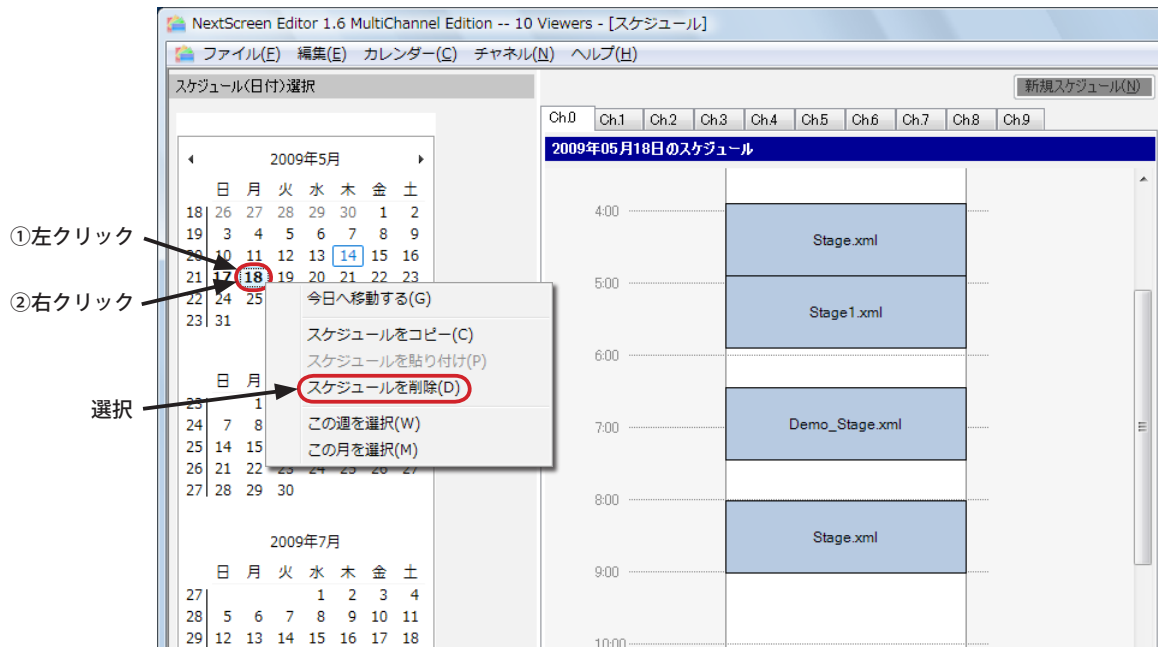 NextScreen Editor 1.6 MultiChannel Edition -- 10 Viewers - [スケジュール]
ファイル(F) 編集(E) カレンダー(C) チャネル(N) ヘルプ(H)
スケジュール(日付)選択
新規スケジュール(N)
Ch.0 Ch.1 Ch.2 Ch.3 Ch.4 Ch.5 Ch.6 Ch.7 Ch.8 Ch.9
2009年05月18日のスケジュール
2009年5月
日 月 火 水 木 金 土
18 26 27 28 29 30 1 2
19 3 4 5 6 7 8 9
20 10 11 12 13 14 15 16
21 17 18 19 20 21 22 23
22 24 25
23 31
①左クリック
②右クリック
選択
今日へ移動する(G)
スケジュールをコピー(C)
スケジュールを貼り付け(P)
スケジュールを削除(D)
この週を選択(W)
この月を選択(M)
日 月
23 1
24 7 8
25 14 15
26 21 22 23 24 25 26 27
27 28 29 30
2009年7月
日 月 火 水 木 金 土
27 1 2 3 4
28 5 6 7 8 9 10 11
29 12 13 14 15 16 17 18
4:00
Stage.xml
5:00
Stage1.xml
6:00
7:00
Demo_Stage.xml
8:00
Stage.xml
9:00
10:00